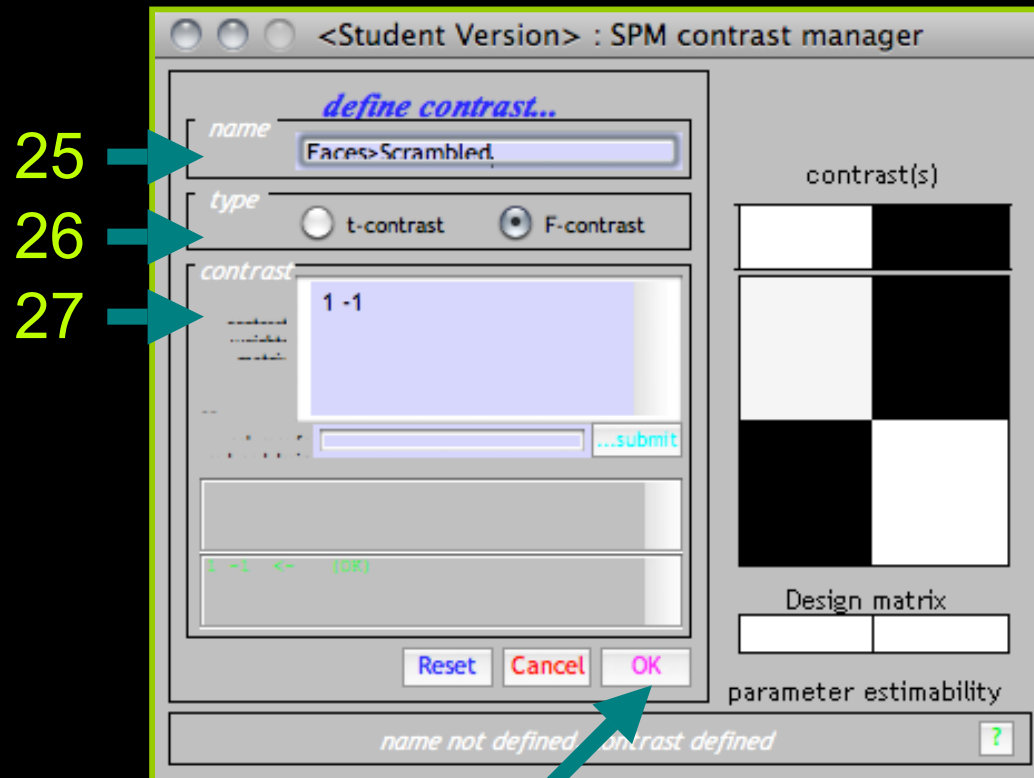 <Student Version> : SPM contrast manager
define contrast...
25
name
Faces>Scrambled
contrast(s)
26
type
t-contrast
F-contrast
27
contrast
1 -1
...submit
1 -1 <- (OK)
Design matrix
Reset
Cancel
OK
parameter estimability
name not defined, contrast defined
?